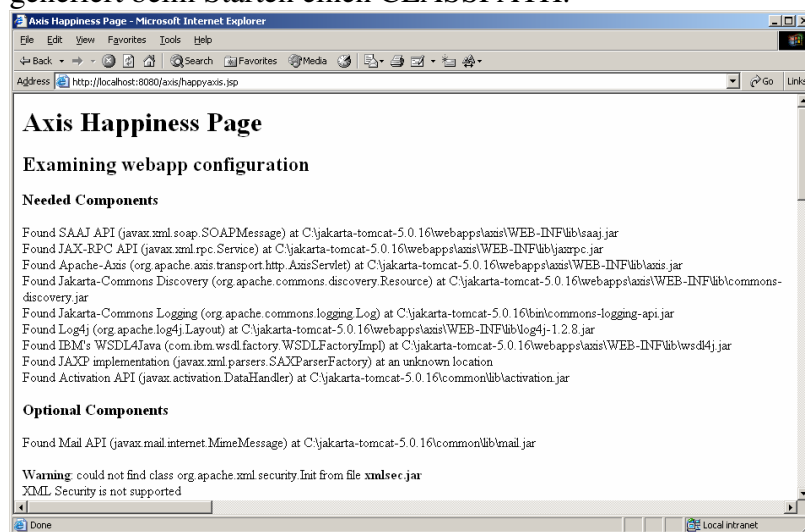 generiert beim Starten einen CLASSPATH.
Axis Happiness Page - Microsoft Internet Explorer
File Edit View Favorites Tools Help
Back Search Favorites Media
Address http://localhost:8080/axis/happyaxis.jsp Go Links
Axis Happiness Page
Examining webapp configuration
Needed Components
Found SAAJ API (javax.xml.soap.SOAPMessage) at C:\jakarta-tomcat-5.0.16\webapps\axis\WEB-INF\lib\saaj.jar
Found JAX-RPC API (javax.xml.rpc.Service) at C:\jakarta-tomcat-5.0.16\webapps\axis\WEB-INF\lib\jaxrpc.jar
Found Apache-Axis (org.apache.axis.transport.http.AxisServlet) at C:\jakarta-tomcat-5.0.16\webapps\axis\WEB-INF\lib\axis.jar
Found Jakarta-Commons Discovery (org.apache.commons.discovery.Resource) at C:\jakarta-tomcat-5.0.16\webapps\axis\WEB-INF\lib\commons-
discovery.jar
Found Jakarta-Commons Logging (org.apache.commons.logging.Log) at C:\jakarta-tomcat-5.0.16\bin\commons-logging-api.jar
Found Log4j (org.apache.log4j.Layout) at C:\jakarta-tomcat-5.0.16\webapps\axis\WEB-INF\lib\log4j-1.2.8.jar
Found IBM's WSDL4Java (com.ibm.wsdl.factory.WSDLFactoryImpl) at C:\jakarta-tomcat-5.0.16\webapps\axis\WEB-INF\lib\wsdl4j.jar
Found JAXP implementation (javax.xml.parsers.SAXParserFactory) at an unknown location
Found Activation API (javax.activation.DataHandler) at C:\jakarta-tomcat-5.0.16\common\lib\activation.jar
Optional Components
Found Mail API (javax.mail.internet.MimeMessage) at C:\jakarta-tomcat-5.0.16\common\lib\mail.jar
Warning: could not find class org.apache.xml.security.Init from file xmlsec.jar
XML Security is not supported
Done Local intranet